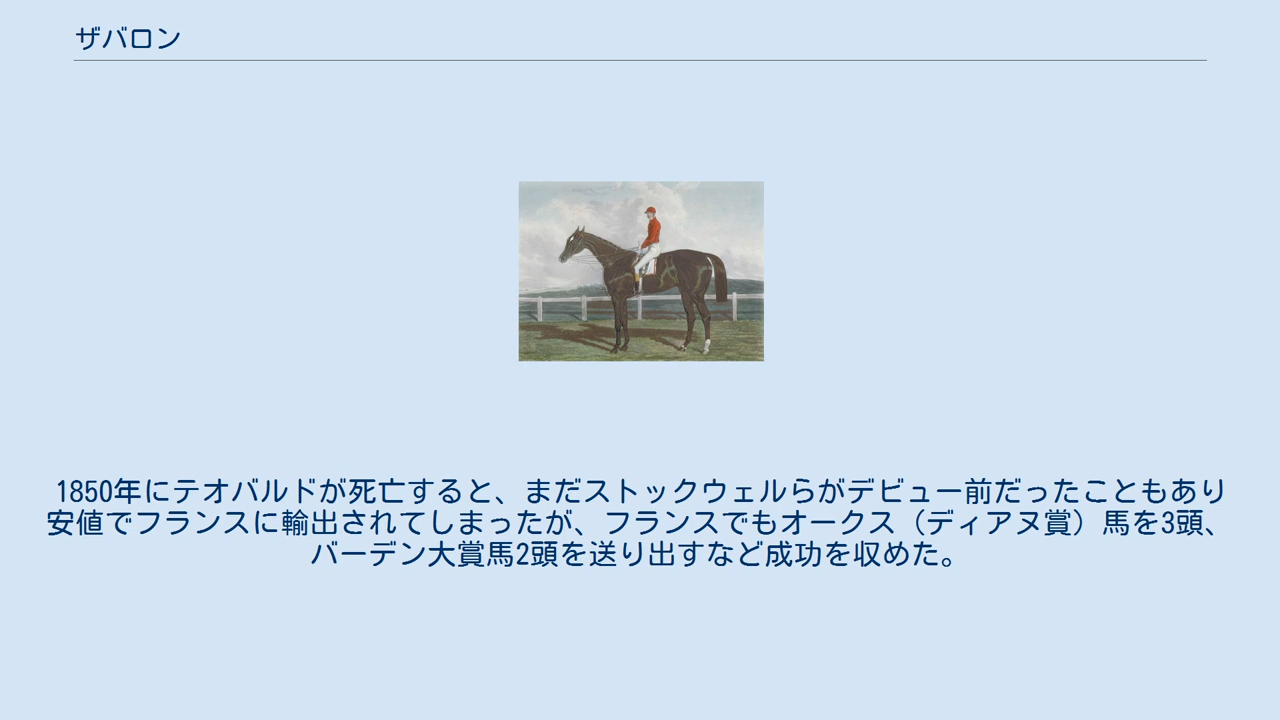 ザバロン
1850年にテオバルドが死亡すると、まだストックウェルらがデビュー前だったこともあり
安値でフランスに輸出されてしまったが、フランスでもオークス（ディアヌ賞）馬を3頭、
バーデン大賞馬2頭を送り出すなど成功を収めた。